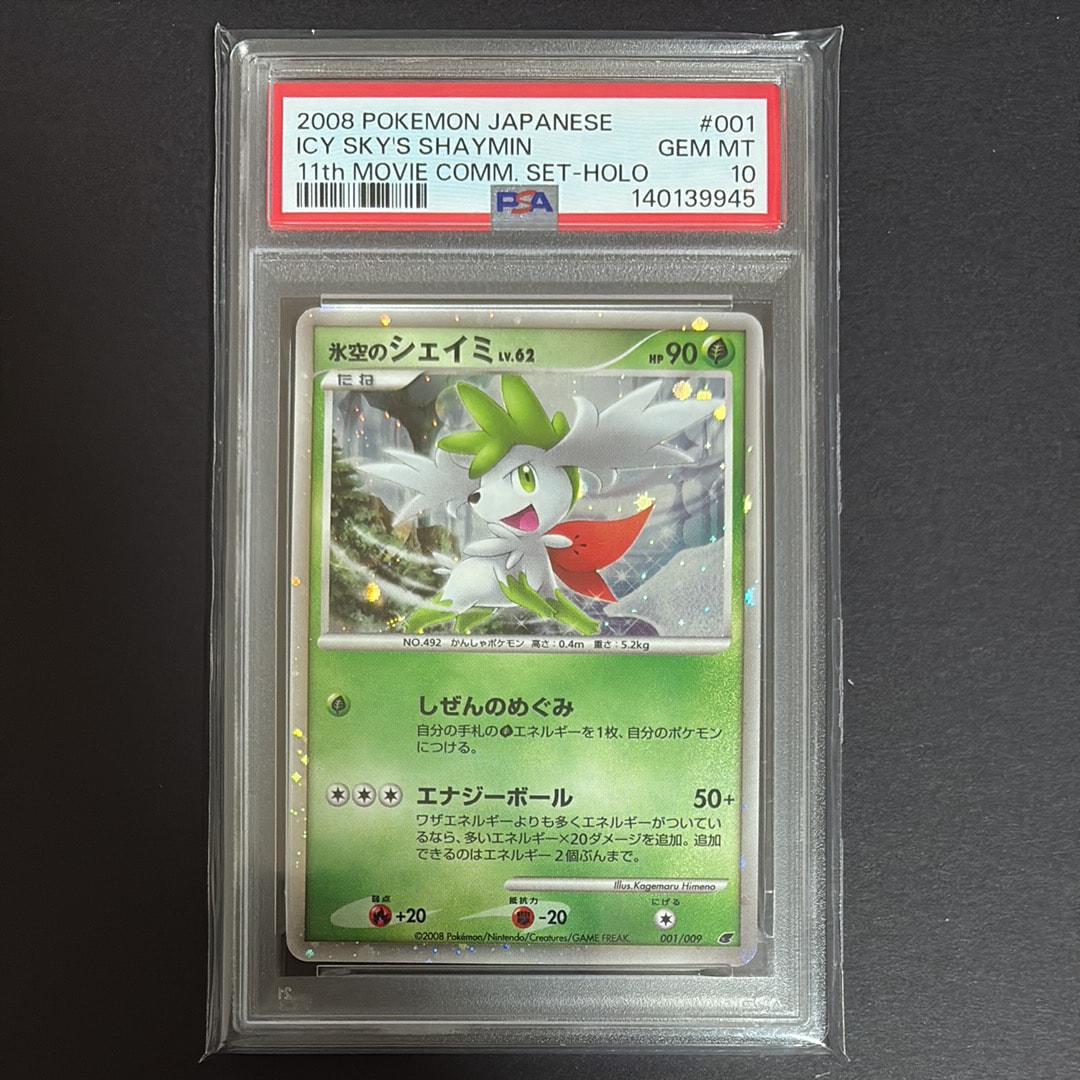 2008 POKEMON JAPANESE #001
ICY SKY'S SHAYMIN GEM MT
11th MOVIE COMM. SET-HOLO 10
PSA 140139945
氷空のシェイミ LV.62 HP 90
たね
NO.492 かんしゃポケモン 高さ:0.4m 重さ:5.2kg
しぜんのめぐみ
自分の手札のエネルギーを1枚、自分のポケモン
につける。
エナジーボール 50+
ワザエネルギーよりも多くエネルギーがついてい
るなら、多いエネルギー×20ダメージを追加。追加
できるのはエネルギー2個ぶんまで。
Illus.Kagemaru Himeno
弱点 抵抗力 にげる
+20 -20
©2008 Pokémon/Nintendo/Creatures/GAME FREAK. 001/009